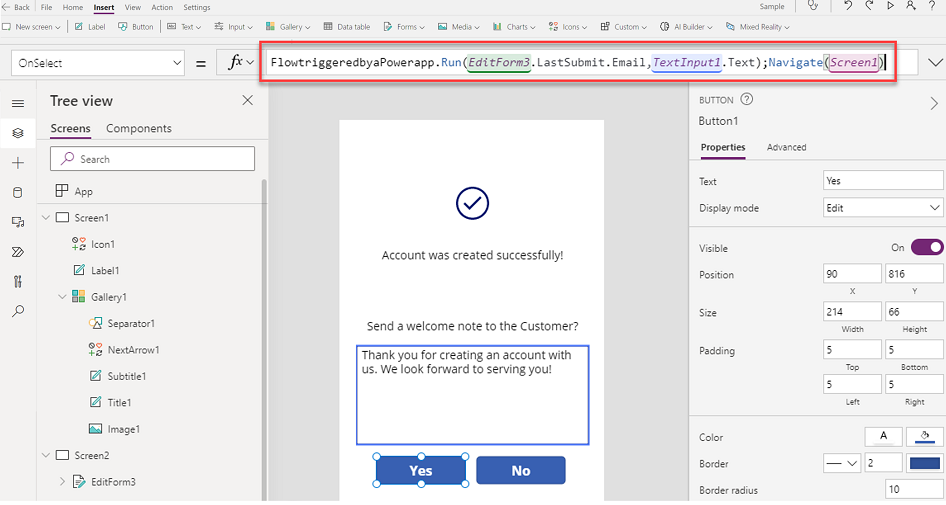 Back File Home Insert View Action Settings Sample
New screen Label Button Text Input Gallery Data table Forms Media Charts Icons Custom AI Builder Mixed Reality
OnSelect = fx FlowtriggeredbyaPowerapp.Run(EditForm3.LastSubmit.Email,TextInput1.Text);Navigate(Screen1)
Tree view
Screens Components
Search
App
Screen1
Icon1
Label1
Gallery1
Separator1
NextArrow1
Subtitle1
Title1
Image1
Screen2
EditForm3
Account was created successfully!
Send a welcome note to the Customer?
Thank you for creating an account with
us. We look forward to serving you!
Yes No
BUTTON ?
Button1
Properties Advanced
Text Yes
Display mode Edit
Visible On
Position 90 816
X Y
Size 214 66
Width Height
Padding 5 5
Top Bottom
5 5
Left Right
Color A
Border 2
Border radius 10